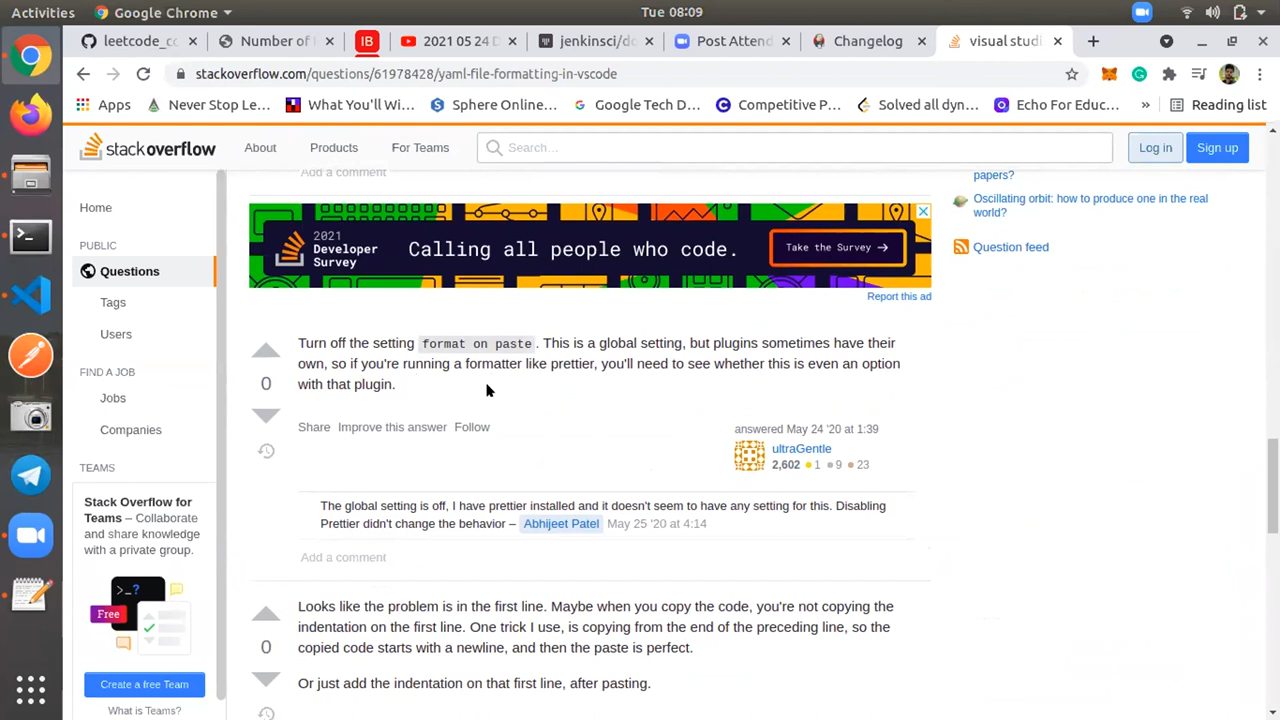 Activities Google Chrome Tue 08:09
leetcode_co Number of I IB 2021 05 24 D jenkinsci/do Post Attend Changelog visual studi
stackoverflow.com/questions/61978428/yaml-file-formatting-in-vscode
Apps Never Stop Le... What You'll Wi... Sphere Online... Google Tech D... Competitive P... Solved all dyn... Echo For Educ... » Reading list
stackoverflow About Products For Teams Search... Log in Sign up
Add a comment
papers?
Oscillating orbit: how to produce one in the real
world?
Question feed
Home
PUBLIC
Questions
Tags
Users
FIND A JOB
Jobs
Companies
TEAMS
Stack Overflow for
Teams – Collaborate
and share knowledge
with a private group.
>_?
Free
Create a free Team
What is Teams?
2021
Developer
Survey
Calling all people who code.
Take the Survey →
Report this ad
Turn off the setting format on paste. This is a global setting, but plugins sometimes have their
own, so if you're running a formatter like prettier, you'll need to see whether this is even an option
with that plugin.
0
Share Improve this answer Follow
answered May 24 '20 at 1:39
ultraGentle
2,602 1 9 23
The global setting is off, I have prettier installed and it doesn't seem to have any setting for this. Disabling
Prettier didn't change the behavior – Abhijeet Patel May 25 '20 at 4:14
Add a comment
Looks like the problem is in the first line. Maybe when you copy the code, you're not copying the
indentation on the first line. One trick I use, is copying from the end of the preceding line, so the
copied code starts with a newline, and then the paste is perfect.
0
Or just add the indentation on that first line, after pasting.